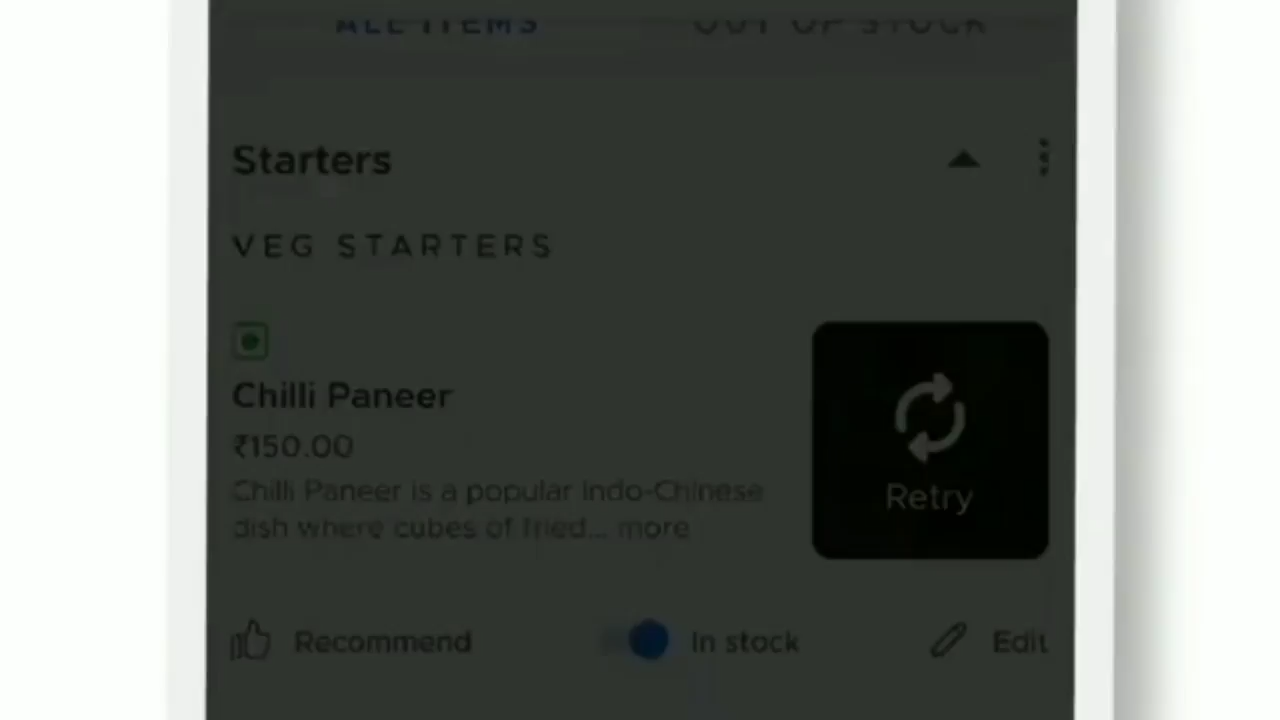 ALL ITEMS
OUT OF STOCK
Starters
VEG STARTERS
Chilli Paneer
₹150.00
Chilli Paneer is a popular Indo-Chinese
dish where cubes of fried... more
Retry
Recommend
In stock
Edit